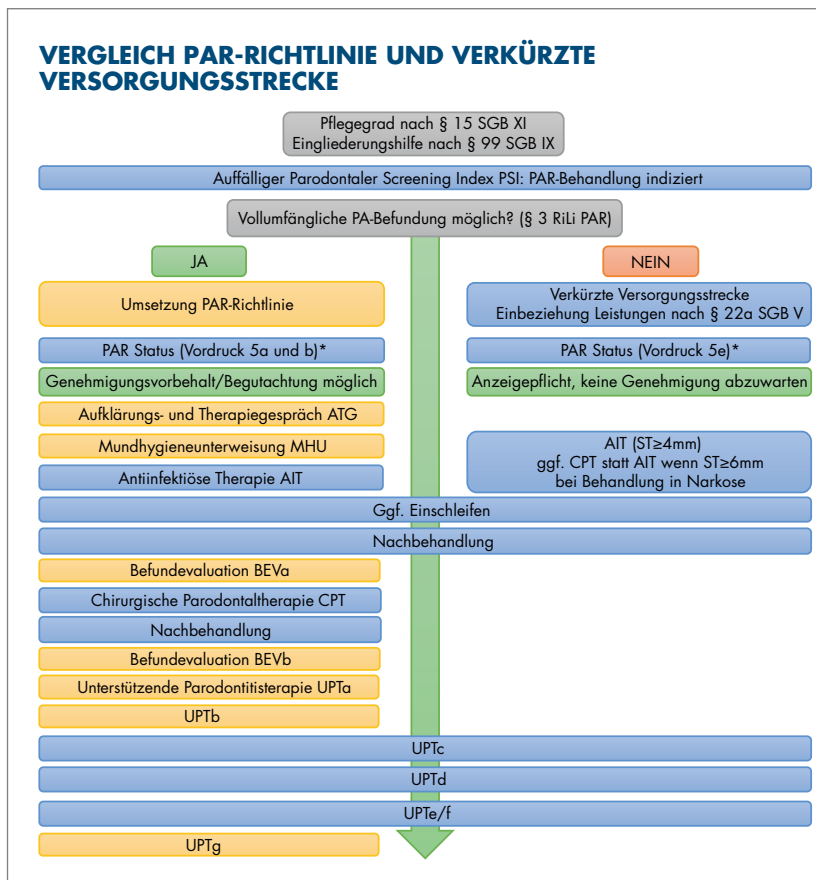 VERGLEICH PAR-RICHTLINIE UND VERKÜRZTE
VERSORGUNGSSTRECKE
Pflegegrad nach § 15 SGB XI
Eingliederungshilfe nach § 99 SGB IX
Auffälliger Parodontaler Screening Index PSI: PAR-Behandlung indiziert
Vollumfängliche PA-Befundung möglich? (§ 3 RiLi PAR)
JA
NEIN
Umsetzung PAR-Richtlinie
Verkürzte Versorgungsstrecke
Einbeziehung Leistungen nach § 22a SGB V
PAR Status (Vordruck 5a und b)*
PAR Status (Vordruck 5e)*
Genehmigungsvorbehalt/Begutachtung möglich
Anzeigepflicht, keine Genehmigung abzuwarten
Aufklärungs- und Therapiegespräch ATG
Mundhygieneunterweisung MHU
Antiinfektiöse Therapie AIT
AIT (ST≥4mm)
ggf. CPT statt AIT wenn ST≥6mm
bei Behandlung in Narkose
Ggf. Einschleifen
Nachbehandlung
Befundevaluation BEVa
Chirurgische Parodontaltherapie CPT
Nachbehandlung
Befundevaluation BEVb
Unterstützende Parodontitistherapie UPTa
UPTb
UPTc
UPTd
UPTe/f
UPTg